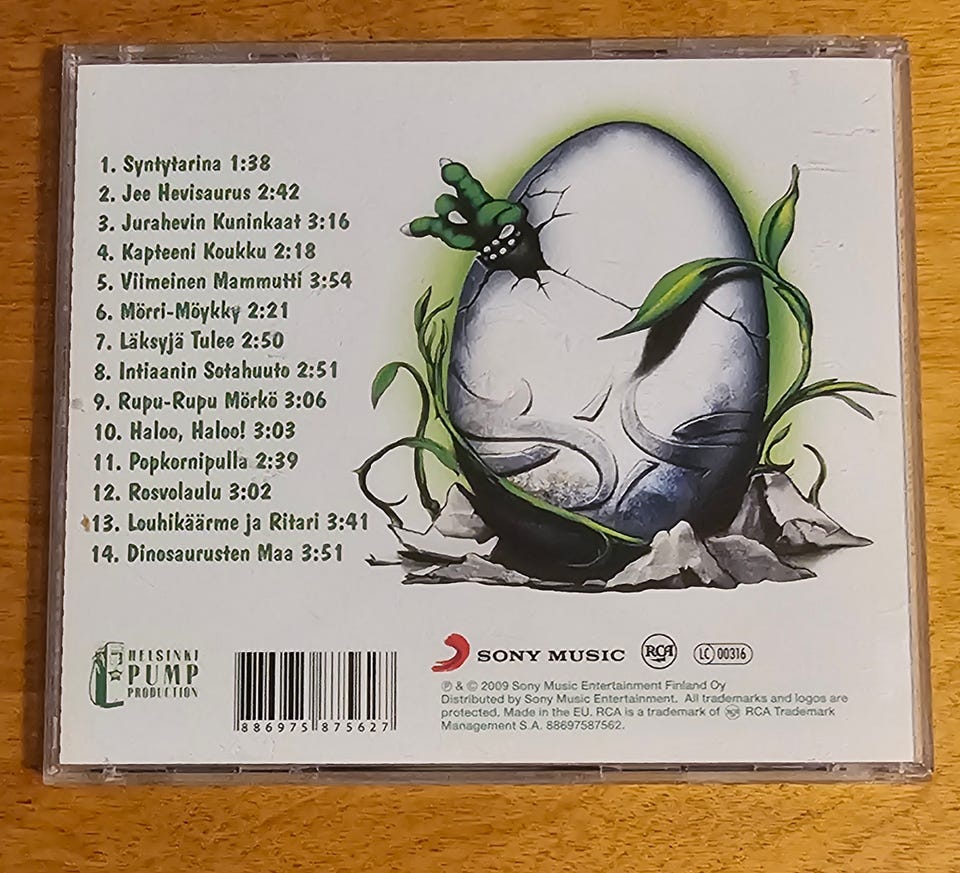 1. Syntytarina 1:38
2. Jee Hevisaurus 2:42
3. Jurahevin Kuninkaat 3:16
4. Kapteeni Koukku 2:18
5. Viimeinen Mammutti 3:54
6. Mörri-Möykky 2:21
7. Läksyjä Tulee 2:50
8. Intiaanin Sotahuuto 2:51
9. Rupu-Rupu Mörkö 3:06
10. Haloo, Haloo! 3:03
11. Popkornipulla 2:39
12. Rosvolaulu 3:02
13. Louhikäärme ja Ritari 3:41
14. Dinosaurusten Maa 3:51
HELSINKI
PUMP
PRODUCTION
886975 875627
SONY MUSIC RCA LC 00316
℗ & © 2009 Sony Music Entertainment Finland Oy
Distributed by Sony Music Entertainment. All trademarks and logos are
protected. Made in the EU. RCA is a trademark of RCA Trademark
Management S.A. 88697587562.